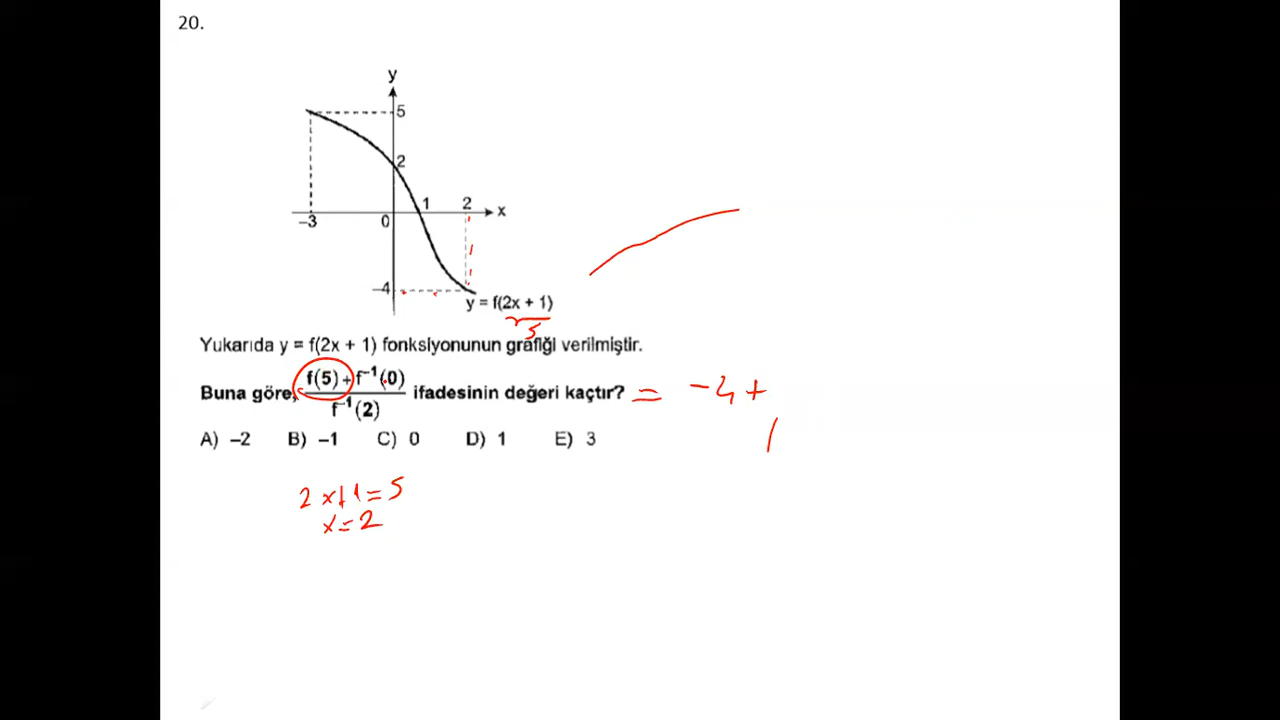 20.
y
5
2
1 2
x
-3
0
-4
y = f(2x + 1)
5
Yukarıda y = f(2x + 1) fonksiyonunun grafiği verilmiştir.
Buna göre, f(5) + f⁻¹(0) / f⁻¹(2) ifadesinin değeri kaçtır? = -4 +
A) -2 B) -1 C) 0 D) 1 E) 3
2x+1=5
x=2